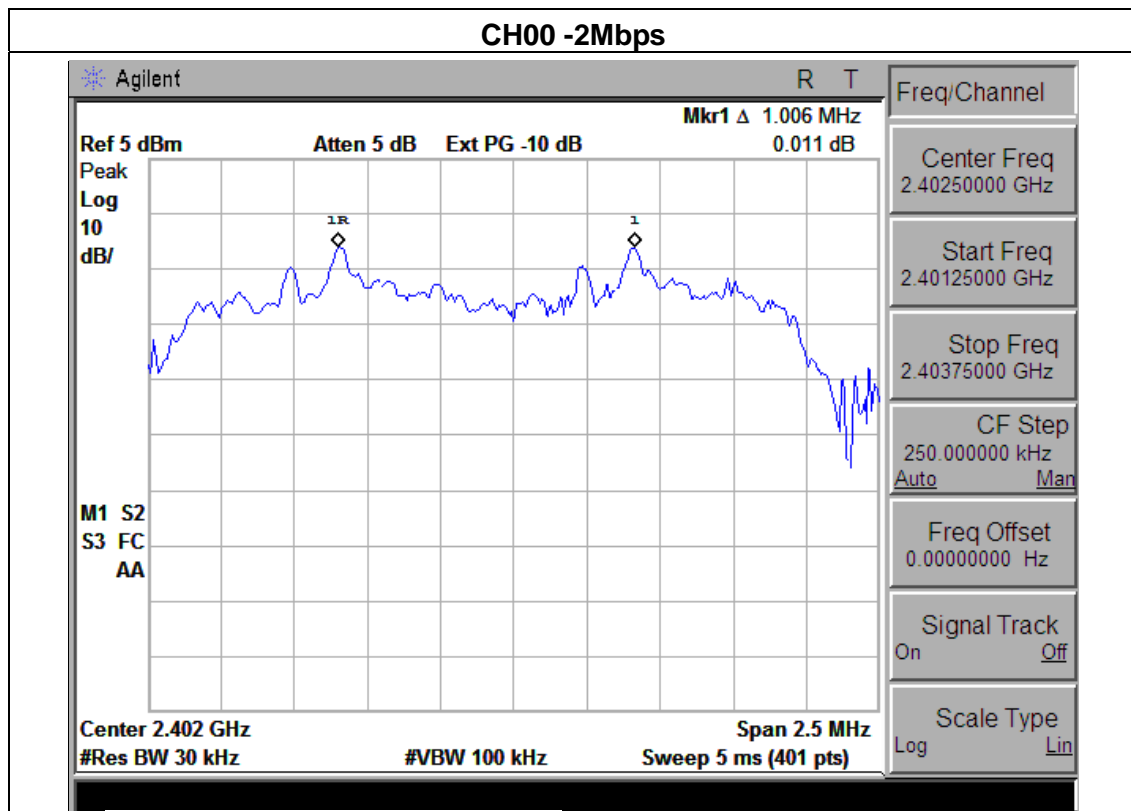 CH00 -2Mbps
Agilent
R T
Mkr1 Δ 1.006 MHz
Ref 5 dBm Atten 5 dB Ext PG -10 dB 0.011 dB
Peak
Log
10
dB/
1R
1
M1 S2
S3 FC
AA
Center 2.402 GHz Span 2.5 MHz
#Res BW 30 kHz #VBW 100 kHz Sweep 5 ms (401 pts)
Freq/Channel
Center Freq
2.40250000 GHz
Start Freq
2.40125000 GHz
Stop Freq
2.40375000 GHz
CF Step
250.000000 kHz
Auto Man
Freq Offset
0.00000000 Hz
Signal Track
On Off
Scale Type
Log Lin